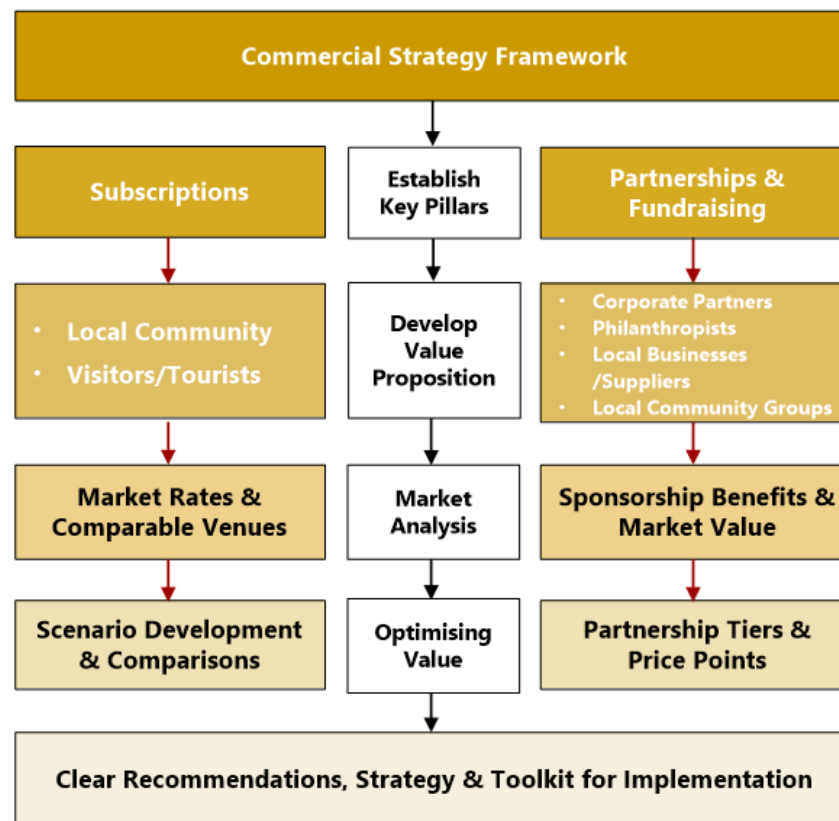 Commercial Strategy Framework
Subscriptions
Establish
Key Pillars
Partnerships &
Fundraising
• Local Community
• Visitors/Tourists
Develop
Value
Proposition
• Corporate Partners
• Philanthropists
• Local Businesses
/Suppliers
• Local Community Groups
Market Rates &
Comparable Venues
Market
Analysis
Sponsorship Benefits &
Market Value
Scenario Development
& Comparisons
Optimising
Value
Partnership Tiers &
Price Points
Clear Recommendations, Strategy & Toolkit for Implementation